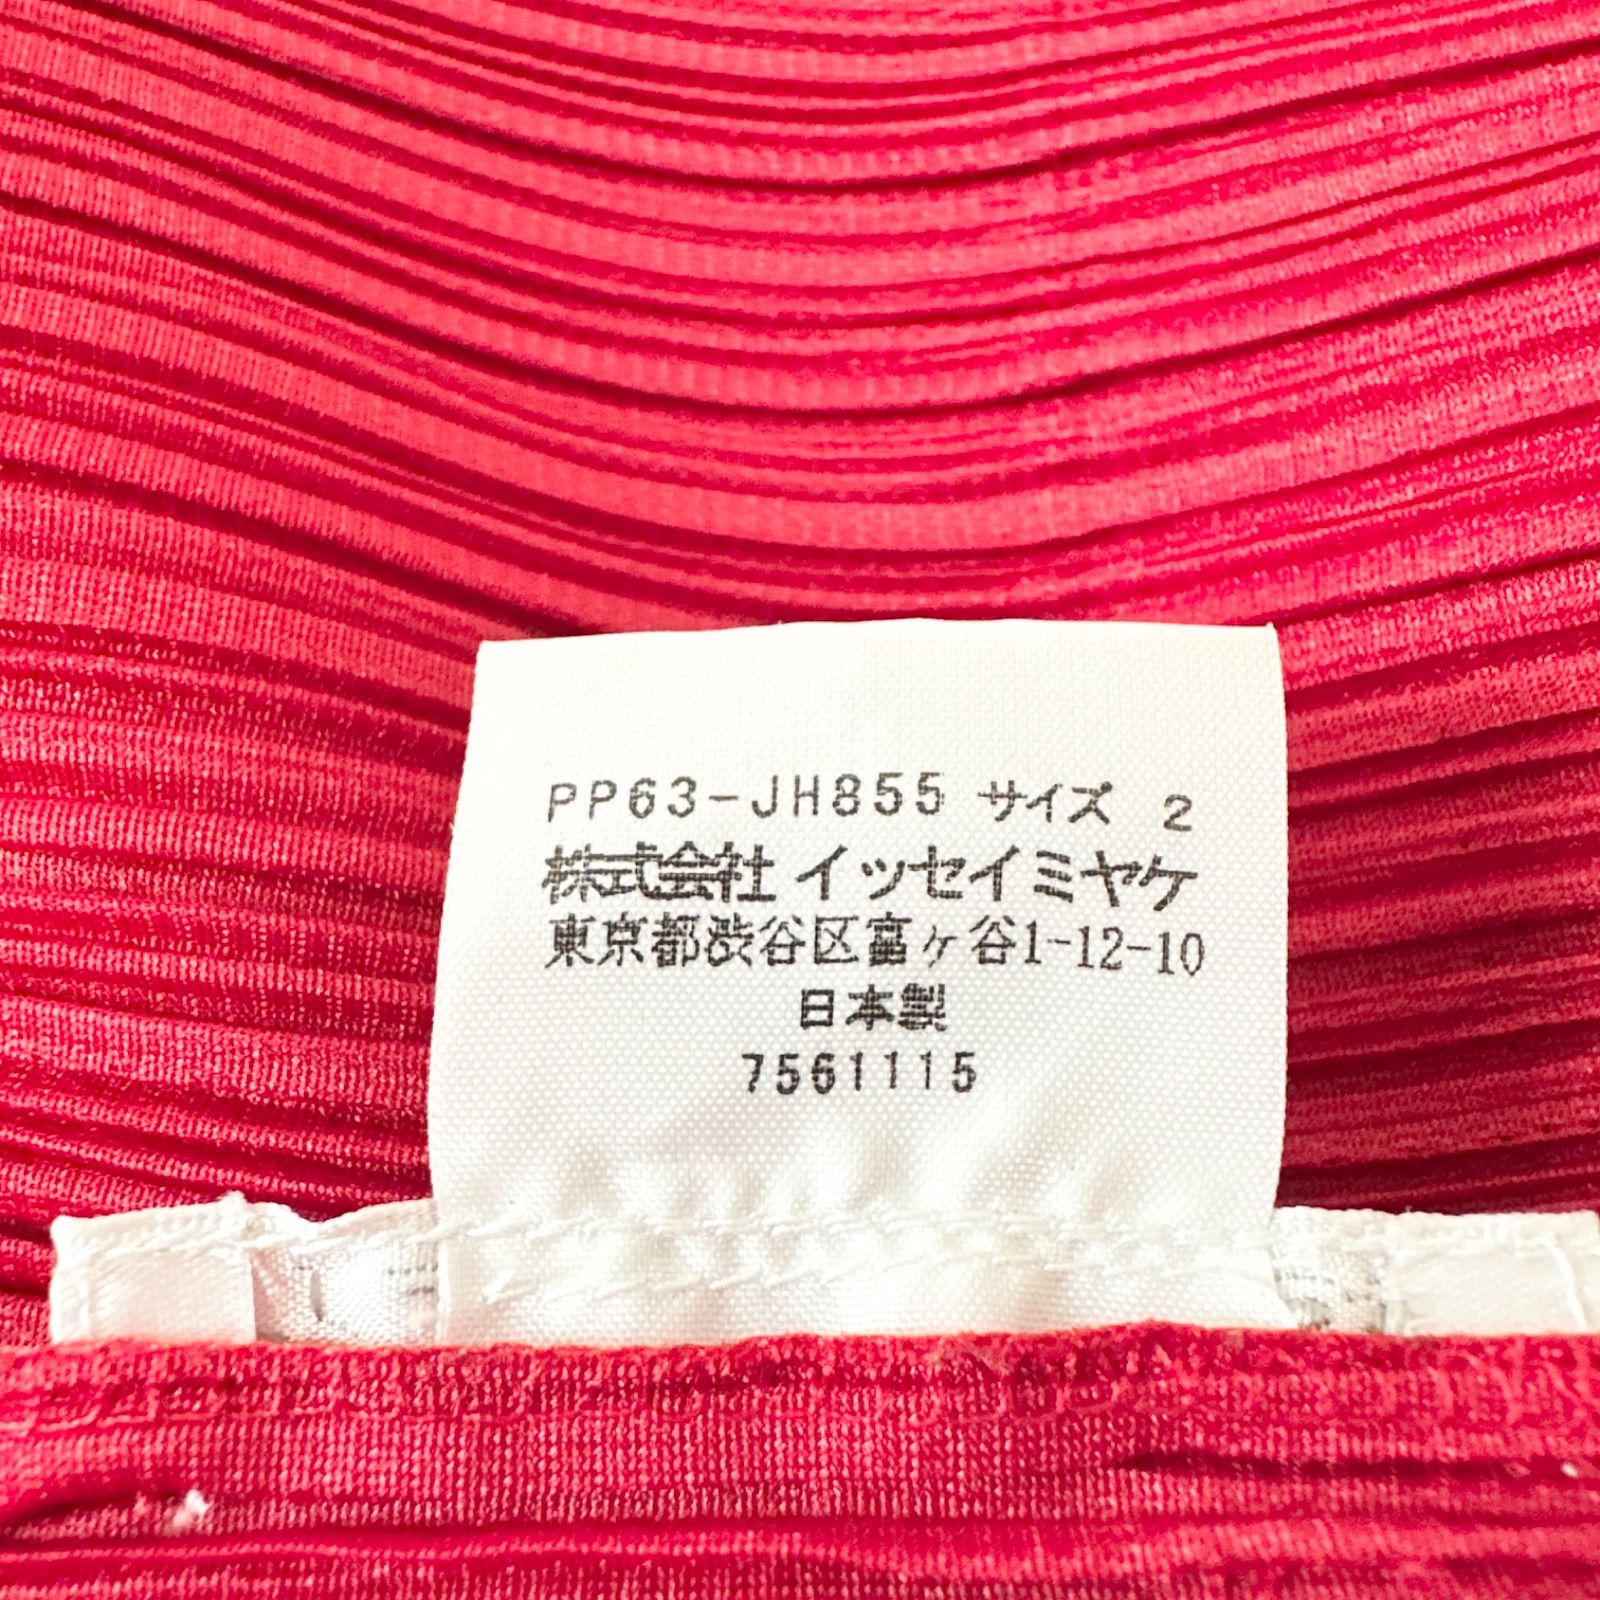 PP63-JH855 サイズ 2
株式会社 イッセイミヤケ
東京都渋谷区富ヶ谷1-12-10
日本製
7561115